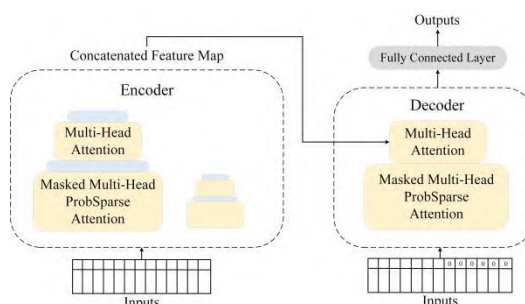 Outputs
Concatenated Feature Map
Fully Connected Layer
Encoder
Multi-Head
Attention
Masked Multi-Head
ProbSparse
Attention
Decoder
Multi-Head
Attention
Masked Multi-Head
ProbSparse
Attention
0 0 0 0 0 0
Inputs
Inputs